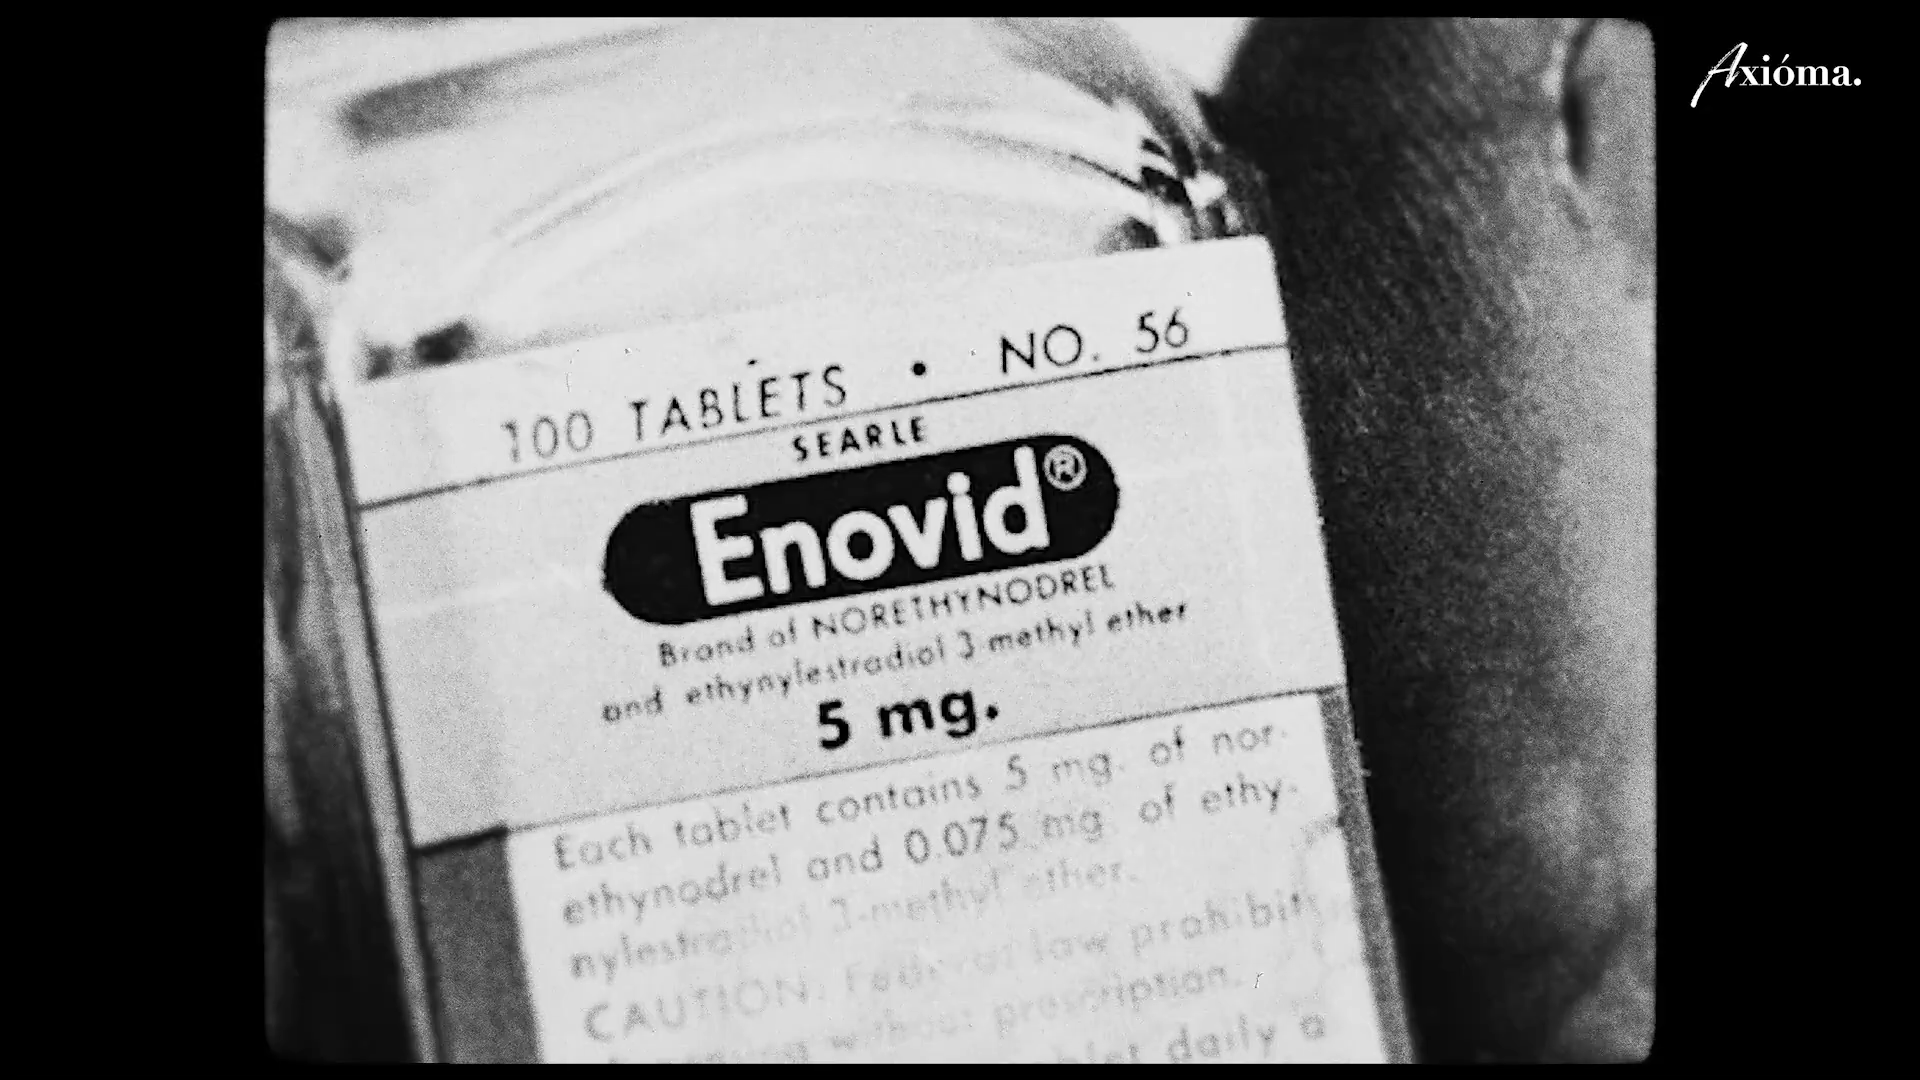 Axióma.
100 TABLETS • NO. 56
SEARLE
Enovid®
Brand of NORETHYNODREL
and ethynylestradiol 3-methyl ether
5 mg.
Each tablet contains 5 mg. of nor-
ethynodrel and 0.075 mg. of ethy-
nylestradiol 3-methyl ether.
CAUTION: Federal law prohibits
without prescription.
daily a